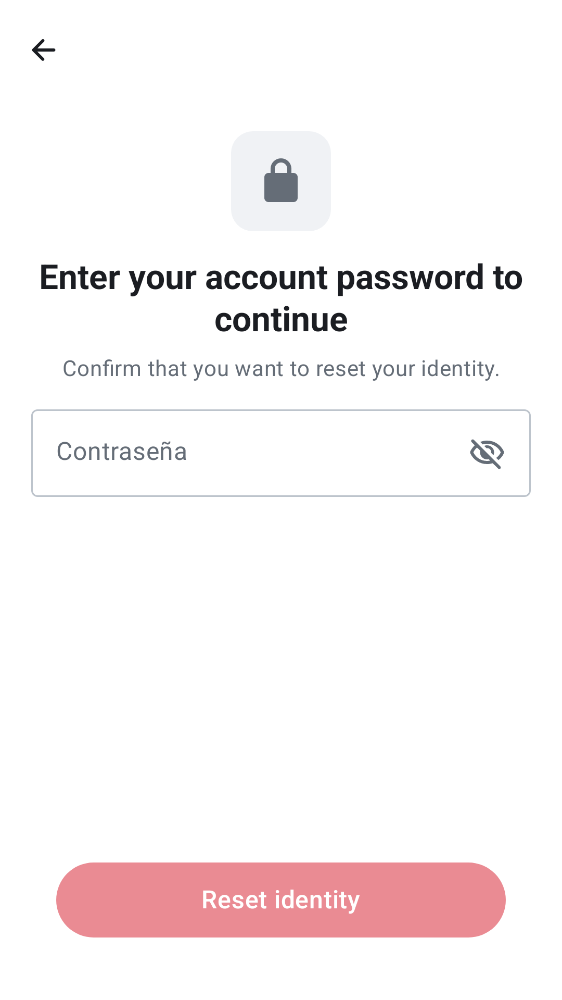 Enter your account password to
continue
Confirm that you want to reset your identity.
Contraseña
Reset identity